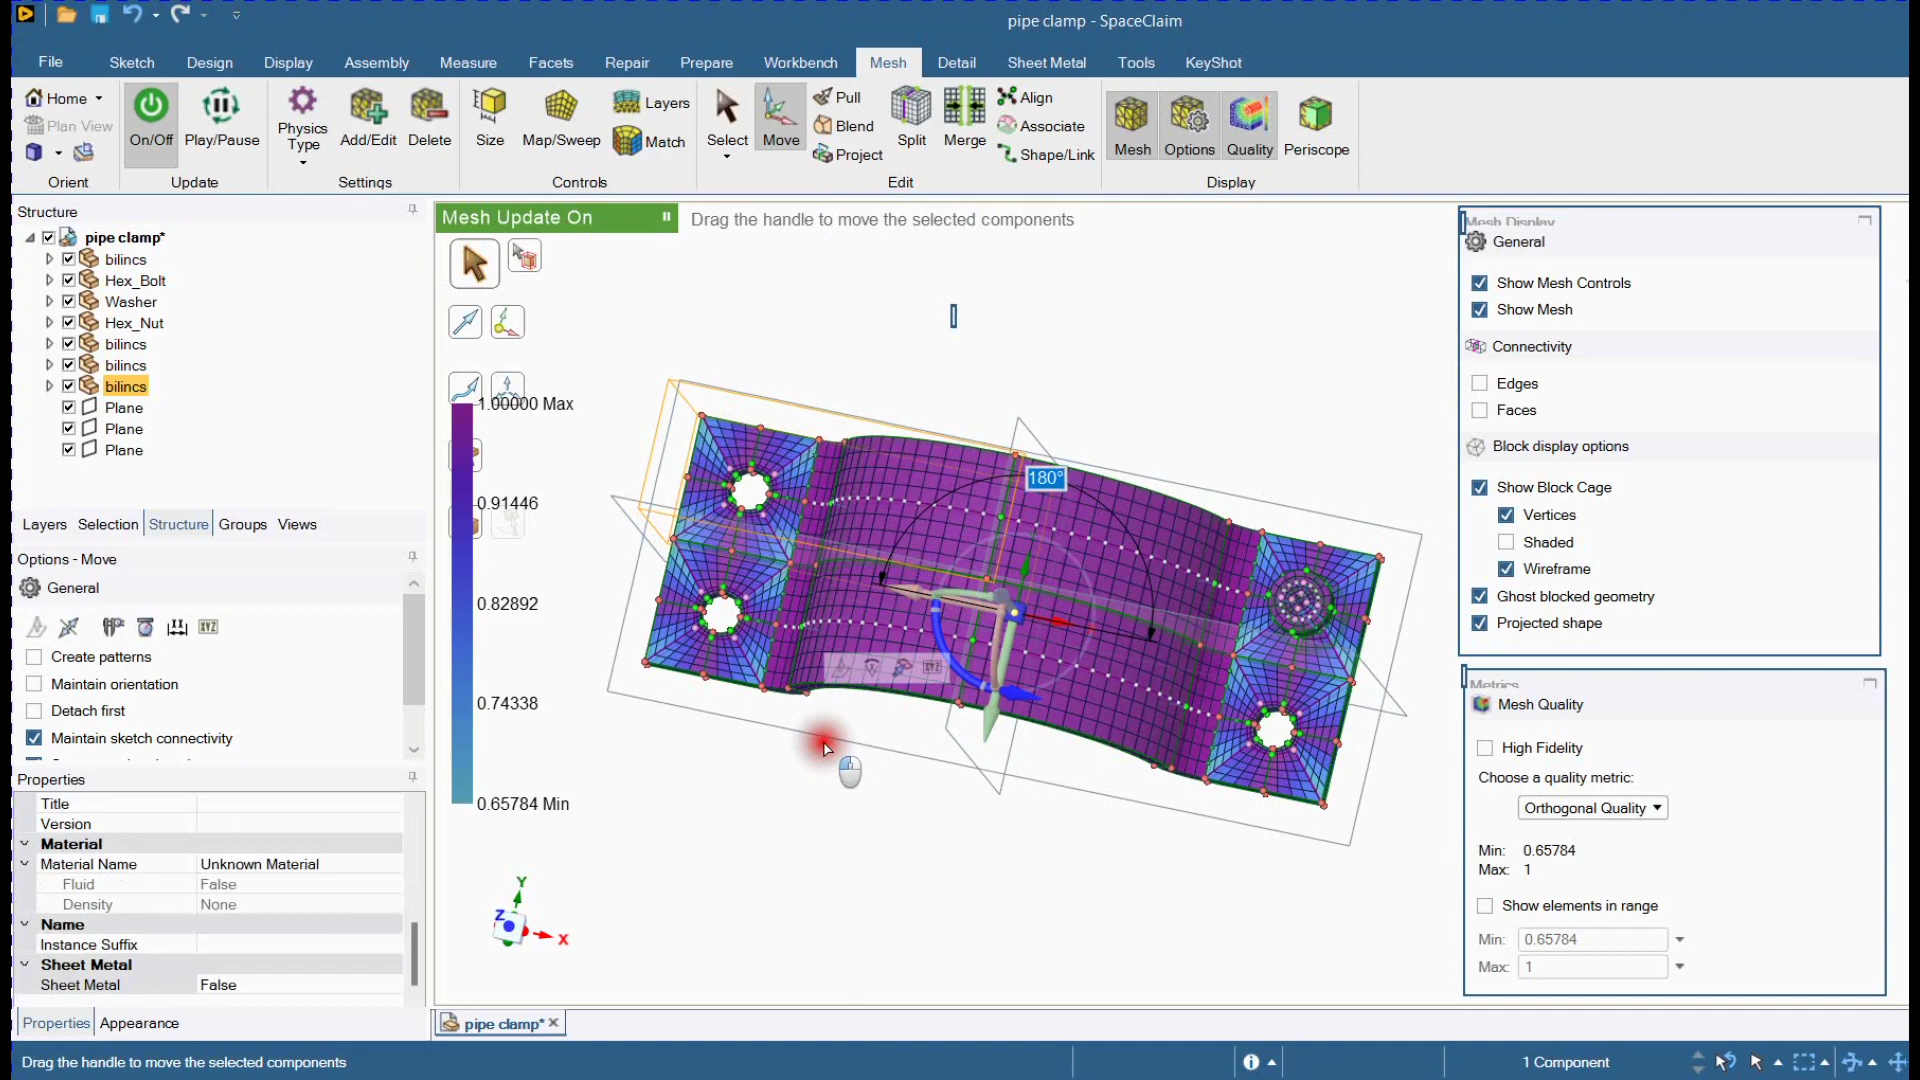 pipe clamp - SpaceClaim
File Sketch Design Display Assembly Measure Facets Repair Prepare Workbench Mesh Detail Sheet Metal Tools KeyShot
Home
Plan View
Orient
On/Off Play/Pause
Update
Physics Type Add/Edit Delete
Settings
Size Map/Sweep Layers
Match
Controls
Select Move Pull Blend Project Split Merge Align Associate Shape/Link
Edit
Mesh Options Quality Periscope
Display
Structure
pipe clamp*
bilincs
Hex_Bolt
Washer
Hex_Nut
bilincs
bilincs
bilincs
Plane
Plane
Plane
Layers Selection Structure Groups Views
Options - Move
General
XYZ
Create patterns
Maintain orientation
Detach first
Maintain sketch connectivity
Properties
Title
Version
Material
Material Name Unknown Material
Fluid False
Density None
Name
Instance Suffix
Sheet Metal
Sheet Metal False
Properties Appearance
Mesh Update On
Drag the handle to move the selected components
1.00000 Max
0.91446
0.82892
0.74338
0.65784 Min
180°
XYZ
Y
Z
X
pipe clamp*
Mesh Display
General
Show Mesh Controls
Show Mesh
Connectivity
Edges
Faces
Block display options
Show Block Cage
Vertices
Shaded
Wireframe
Ghost blocked geometry
Projected shape
Metrics
Mesh Quality
High Fidelity
Choose a quality metric:
Orthogonal Quality
Min: 0.65784
Max: 1
Show elements in range
Min: 0.65784
Max: 1
Drag the handle to move the selected components
1 Component